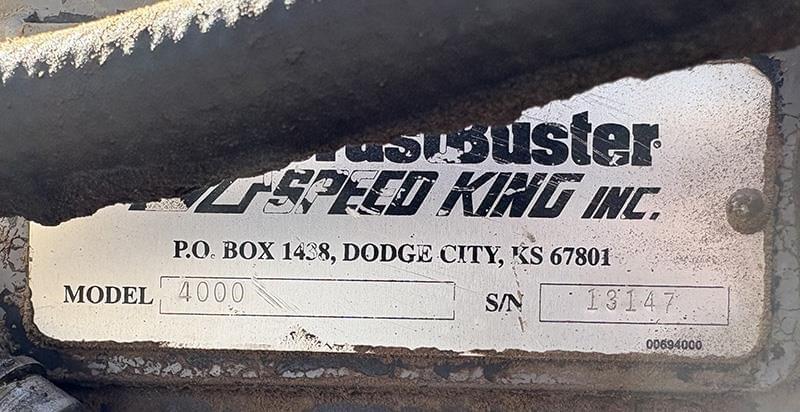 Buster
SPEED KING INC.
P.O. BOX 1438, DODGE CITY, KS 67801
MODEL 4000 S/N 13147
00694000